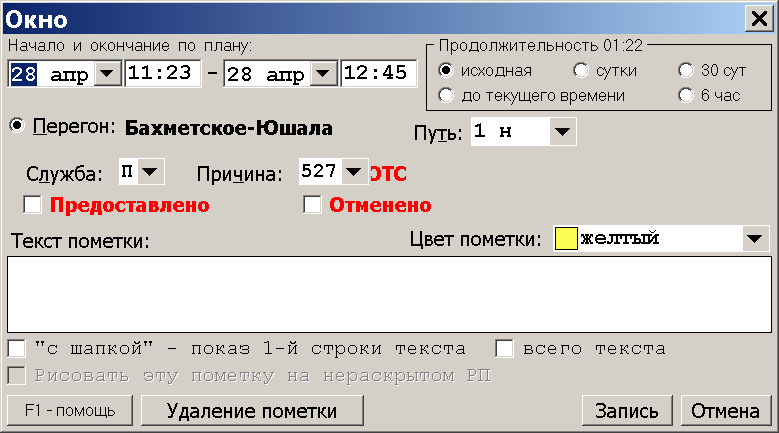 Окно
Начало и окончание по плану:
Продолжительность 01:22
28 апр 11:23 - 28 апр 12:45
исходная сутки 30 сут
до текущего времени 6 час
Перегон: Бахметское-Юшала Путь: 1 н
Служба: П Причина: 527 ОТС
Предоставлено Отменено
Текст пометки: Цвет пометки: желтый
"с шапкой" - показ 1-й строки текста всего текста
Рисовать эту пометку на нераскрытом РП
F1 - помощь Удаление пометки Запись Отмена